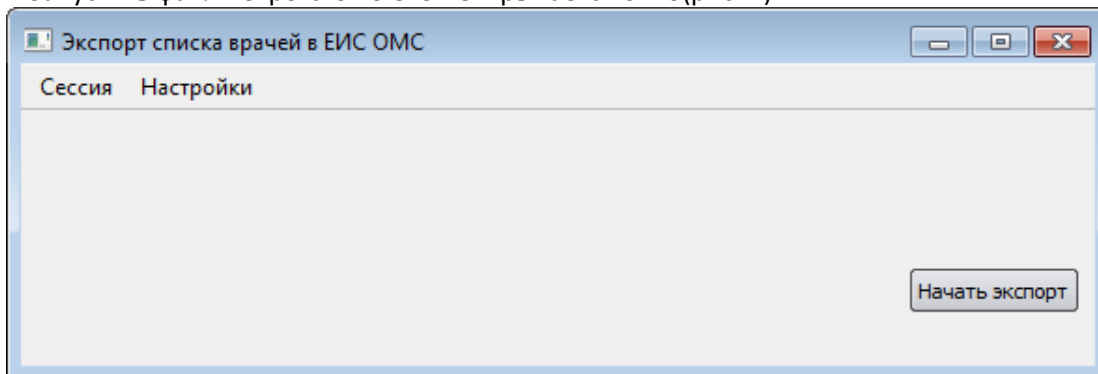 Экспорт списка врачей в ЕИС ОМС
Сессия Настройки
Начать экспорт